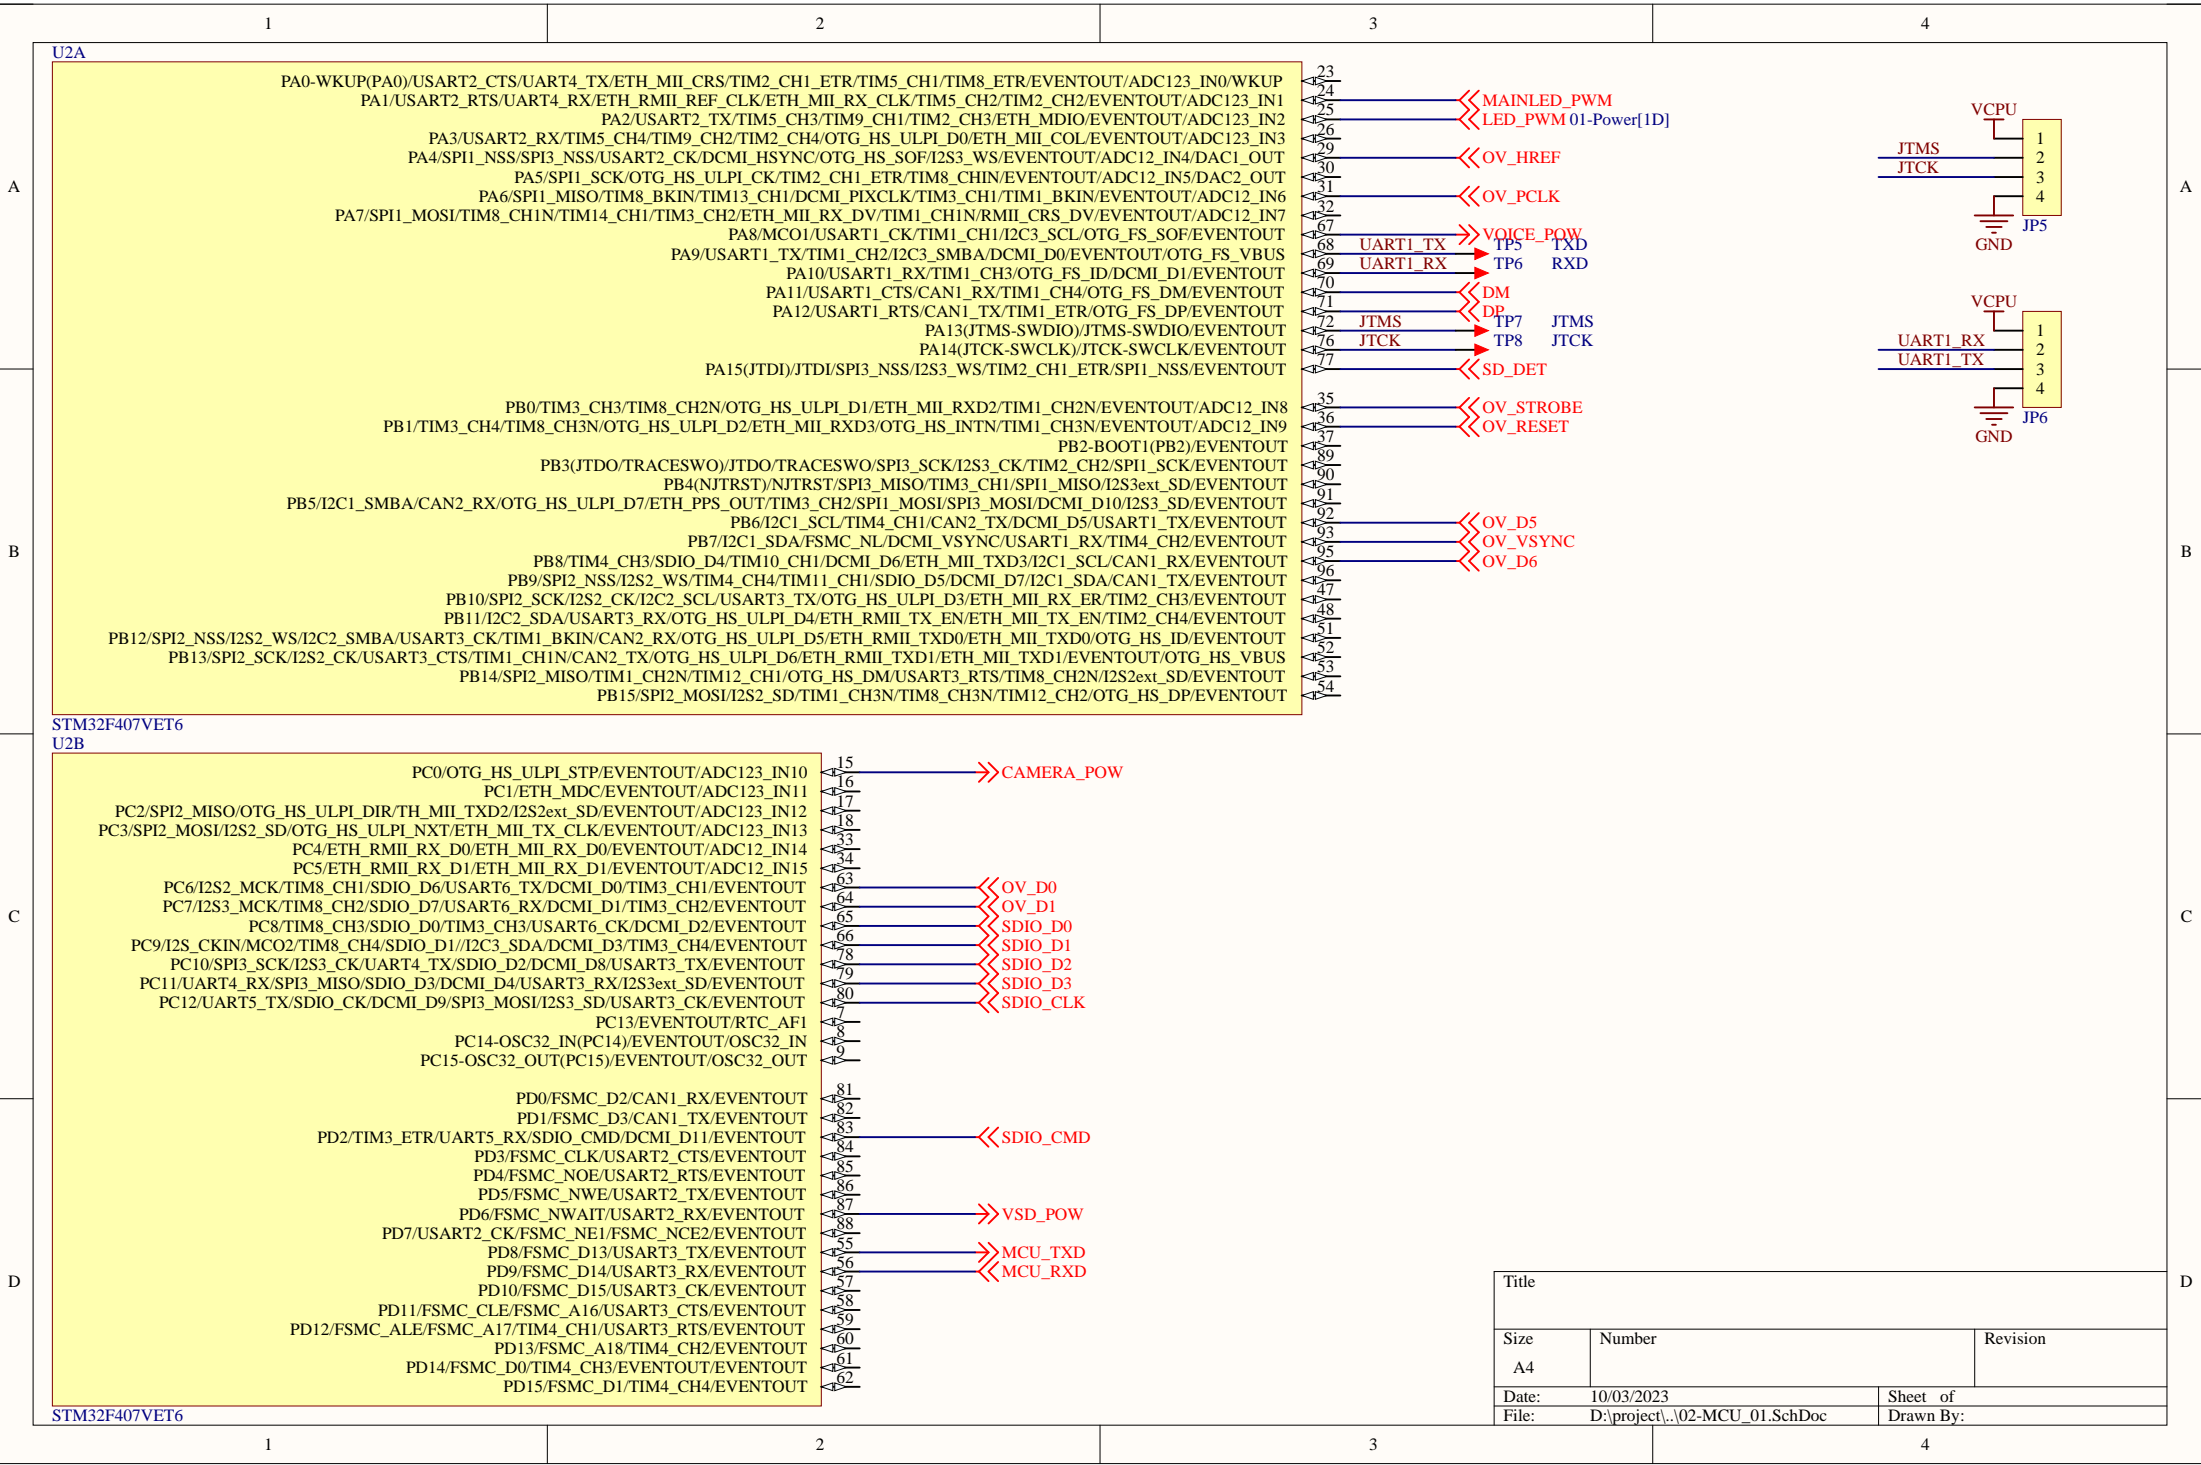 1 2 3 4
U2A
PA0-WKUP(PA0)/USART2_CTS/UART4_TX/ETH_MII_CRS/TIM2_CH1_ETR/TIM5_CH1/TIM8_ETR/EVENTOUT/ADC123_IN0/WKUP 23
PA1/USART2_RTS/UART4_RX/ETH_RMII_REF_CLK/ETH_MII_RX_CLK/TIM5_CH2/TIM2_CH2/EVENTOUT/ADC123_IN1 24 MAINLED_PWM
PA2/USART2_TX/TIM5_CH3/TIM9_CH1/TIM2_CH3/ETH_MDIO/EVENTOUT/ADC123_IN2 25 LED_PWM 01-Power[1D]
PA3/USART2_RX/TIM5_CH4/TIM9_CH2/TIM2_CH4/OTG_HS_ULPI_D0/ETH_MII_COL/EVENTOUT/ADC123_IN3 26
PA4/SPI1_NSS/SPI3_NSS/USART2_CK/DCMI_HSYNC/OTG_HS_SOF/I2S3_WS/EVENTOUT/ADC12_IN4/DAC1_OUT 29 OV_HREF
PA5/SPI1_SCK/OTG_HS_ULPI_CK/TIM2_CH1_ETR/TIM8_CHIN/EVENTOUT/ADC12_IN5/DAC2_OUT 30
PA6/SPI1_MISO/TIM8_BKIN/TIM13_CH1/DCMI_PIXCLK/TIM3_CH1/TIM1_BKIN/EVENTOUT/ADC12_IN6 31 OV_PCLK
PA7/SPI1_MOSI/TIM8_CH1N/TIM14_CH1/TIM3_CH2/ETH_MII_RX_DV/TIM1_CH1N/RMII_CRS_DV/EVENTOUT/ADC12_IN7 32
PA8/MCO1/USART1_CK/TIM1_CH1/I2C3_SCL/OTG_FS_SOF/EVENTOUT 67 VOICE_POW
PA9/USART1_TX/TIM1_CH2/I2C3_SMBA/DCMI_D0/EVENTOUT/OTG_FS_VBUS 68 UART1_TX TP5 TXD
PA10/USART1_RX/TIM1_CH3/OTG_FS_ID/DCMI_D1/EVENTOUT 69 UART1_RX TP6 RXD
PA11/USART1_CTS/CAN1_RX/TIM1_CH4/OTG_FS_DM/EVENTOUT 70 DM
PA12/USART1_RTS/CAN1_TX/TIM1_ETR/OTG_FS_DP/EVENTOUT 71 DP
PA13(JTMS-SWDIO)/JTMS-SWDIO/EVENTOUT 72 JTMS TP7 JTMS
PA14(JTCK-SWCLK)/JTCK-SWCLK/EVENTOUT 76 JTCK TP8 JTCK
PA15(JTDI)/JTDI/SPI3_NSS/I2S3_WS/TIM2_CH1_ETR/SPI1_NSS/EVENTOUT 77 SD_DET
PB0/TIM3_CH3/TIM8_CH2N/OTG_HS_ULPI_D1/ETH_MII_RXD2/TIM1_CH2N/EVENTOUT/ADC12_IN8 35 OV_STROBE
PB1/TIM3_CH4/TIM8_CH3N/OTG_HS_ULPI_D2/ETH_MII_RXD3/OTG_HS_INTN/TIM1_CH3N/EVENTOUT/ADC12_IN9 36 OV_RESET
PB2-BOOT1(PB2)/EVENTOUT 37
PB3(JTDO/TRACESWO)/JTDO/TRACESWO/SPI3_SCK/I2S3_CK/TIM2_CH2/SPI1_SCK/EVENTOUT 89
PB4(NJTRST)/NJTRST/SPI3_MISO/TIM3_CH1/SPI1_MISO/I2S3ext_SD/EVENTOUT 90
PB5/I2C1_SMBA/CAN2_RX/OTG_HS_ULPI_D7/ETH_PPS_OUT/TIM3_CH2/SPI1_MOSI/SPI3_MOSI/DCMI_D10/I2S3_SD/EVENTOUT 91
PB6/I2C1_SCL/TIM4_CH1/CAN2_TX/DCMI_D5/USART1_TX/EVENTOUT 92 OV_D5
PB7/I2C1_SDA/FSMC_NL/DCMI_VSYNC/USART1_RX/TIM4_CH2/EVENTOUT 93 OV_VSYNC
PB8/TIM4_CH3/SDIO_D4/TIM10_CH1/DCMI_D6/ETH_MII_TXD3/I2C1_SCL/CAN1_RX/EVENTOUT 95 OV_D6
PB9/SPI2_NSS/I2S2_WS/TIM4_CH4/TIM11_CH1/SDIO_D5/DCMI_D7/I2C1_SDA/CAN1_TX/EVENTOUT 96
PB10/SPI2_SCK/I2S2_CK/I2C2_SCL/USART3_TX/OTG_HS_ULPI_D3/ETH_MII_RX_ER/TIM2_CH3/EVENTOUT 47
PB11/I2C2_SDA/USART3_RX/OTG_HS_ULPI_D4/ETH_RMII_TX_EN/ETH_MII_TX_EN/TIM2_CH4/EVENTOUT 48
PB12/SPI2_NSS/I2S2_WS/I2C2_SMBA/USART3_CK/TIM1_BKIN/CAN2_RX/OTG_HS_ULPI_D5/ETH_RMII_TXD0/ETH_MII_TXD0/OTG_HS_ID/EVENTOUT 51
PB13/SPI2_SCK/I2S2_CK/USART3_CTS/TIM1_CH1N/CAN2_TX/OTG_HS_ULPI_D6/ETH_RMII_TXD1/ETH_MII_TXD1/EVENTOUT/OTG_HS_VBUS 52
PB14/SPI2_MISO/TIM1_CH2N/TIM12_CH1/OTG_HS_DM/USART3_RTS/TIM8_CH2N/I2S2ext_SD/EVENTOUT 53
PB15/SPI2_MOSI/I2S2_SD/TIM1_CH3N/TIM8_CH3N/TIM12_CH2/OTG_HS_DP/EVENTOUT 54
STM32F407VET6
VCPU
1
JTMS 2
JTCK 3
4
GND JP5
VCPU
1
UART1_RX 2
UART1_TX 3
4
GND JP6
A A
B B
U2B
PC0/OTG_HS_ULPI_STP/EVENTOUT/ADC123_IN10 15 CAMERA_POW
PC1/ETH_MDC/EVENTOUT/ADC123_IN11 16
PC2/SPI2_MISO/OTG_HS_ULPI_DIR/TH_MII_TXD2/I2S2ext_SD/EVENTOUT/ADC123_IN12 17
PC3/SPI2_MOSI/I2S2_SD/OTG_HS_ULPI_NXT/ETH_MII_TX_CLK/EVENTOUT/ADC123_IN13 18
PC4/ETH_RMII_RX_D0/ETH_MII_RX_D0/EVENTOUT/ADC12_IN14 33
PC5/ETH_RMII_RX_D1/ETH_MII_RX_D1/EVENTOUT/ADC12_IN15 34
PC6/I2S2_MCK/TIM8_CH1/SDIO_D6/USART6_TX/DCMI_D0/TIM3_CH1/EVENTOUT 63 OV_D0
PC7/I2S3_MCK/TIM8_CH2/SDIO_D7/USART6_RX/DCMI_D1/TIM3_CH2/EVENTOUT 64 OV_D1
PC8/TIM8_CH3/SDIO_D0/TIM3_CH3/USART6_CK/DCMI_D2/EVENTOUT 65 SDIO_D0
PC9/I2S_CKIN/MCO2/TIM8_CH4/SDIO_D1//I2C3_SDA/DCMI_D3/TIM3_CH4/EVENTOUT 66 SDIO_D1
PC10/SPI3_SCK/I2S3_CK/UART4_TX/SDIO_D2/DCMI_D8/USART3_TX/EVENTOUT 78 SDIO_D2
PC11/UART4_RX/SPI3_MISO/SDIO_D3/DCMI_D4/USART3_RX/I2S3ext_SD/EVENTOUT 79 SDIO_D3
PC12/UART5_TX/SDIO_CK/DCMI_D9/SPI3_MOSI/I2S3_SD/USART3_CK/EVENTOUT 80 SDIO_CLK
PC13/EVENTOUT/RTC_AF1 7
PC14-OSC32_IN(PC14)/EVENTOUT/OSC32_IN 8
PC15-OSC32_OUT(PC15)/EVENTOUT/OSC32_OUT 9
C C
PD0/FSMC_D2/CAN1_RX/EVENTOUT 81
PD1/FSMC_D3/CAN1_TX/EVENTOUT 82
PD2/TIM3_ETR/UART5_RX/SDIO_CMD/DCMI_D11/EVENTOUT 83 SDIO_CMD
PD3/FSMC_CLK/USART2_CTS/EVENTOUT 84
PD4/FSMC_NOE/USART2_RTS/EVENTOUT 85
PD5/FSMC_NWE/USART2_TX/EVENTOUT 86
PD6/FSMC_NWAIT/USART2_RX/EVENTOUT 87 VSD_POW
PD7/USART2_CK/FSMC_NE1/FSMC_NCE2/EVENTOUT 88
PD8/FSMC_D13/USART3_TX/EVENTOUT 55 MCU_TXD
PD9/FSMC_D14/USART3_RX/EVENTOUT 56 MCU_RXD
PD10/FSMC_D15/USART3_CK/EVENTOUT 57
PD11/FSMC_CLE/FSMC_A16/USART3_CTS/EVENTOUT 58
PD12/FSMC_ALE/FSMC_A17/TIM4_CH1/USART3_RTS/EVENTOUT 59
PD13/FSMC_A18/TIM4_CH2/EVENTOUT 60
PD14/FSMC_D0/TIM4_CH3/EVENTOUT/EVENTOUT 61
PD15/FSMC_D1/TIM4_CH4/EVENTOUT 62
STM32F407VET6
D D
Title
Size Number Revision
A4
Date: 10/03/2023 Sheet of
File: D:\project\..\02-MCU_01.SchDoc Drawn By:
1 2 3 4